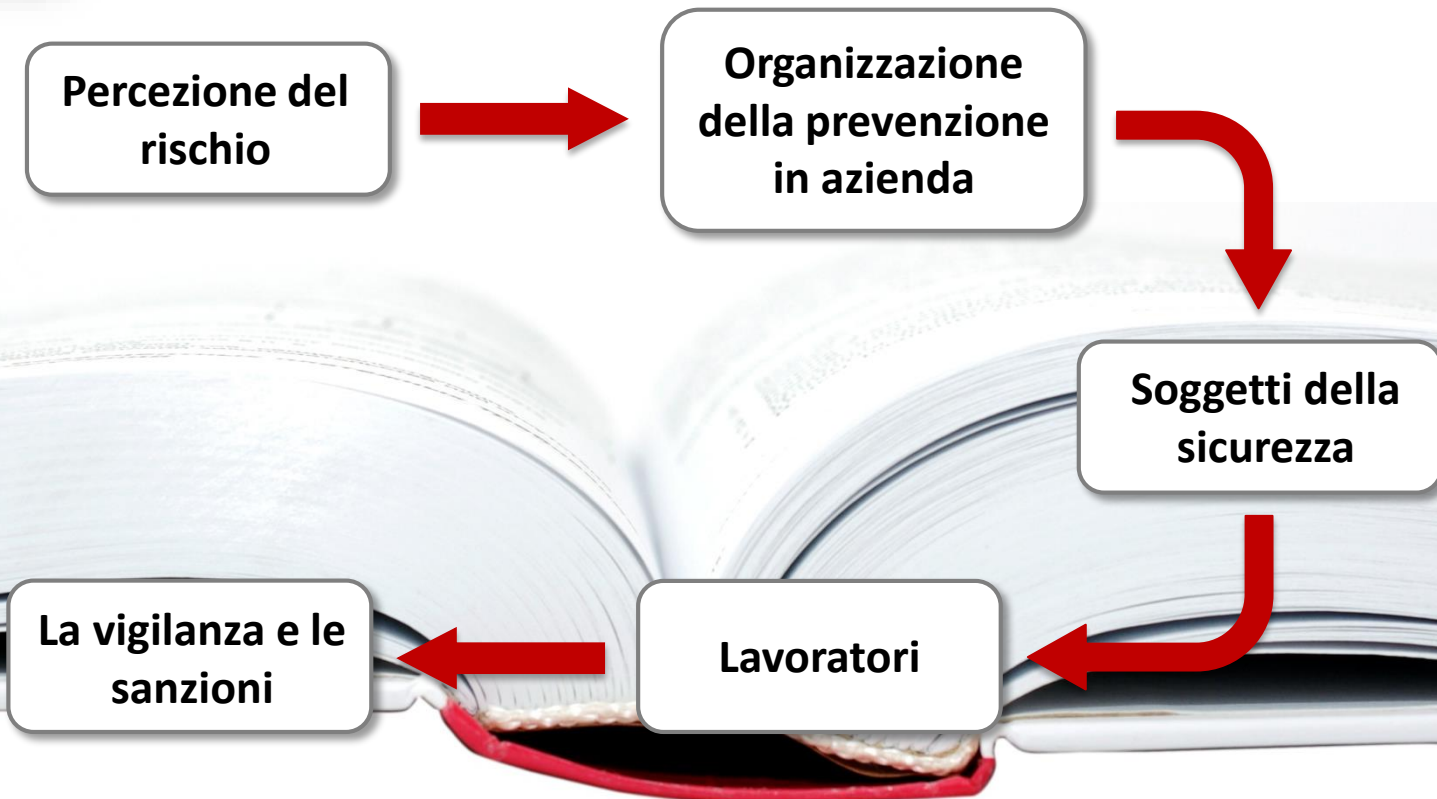 Percezione del
rischio
Organizzazione
della prevenzione
in azienda
Soggetti della
sicurezza
Lavoratori
La vigilanza e le
sanzioni